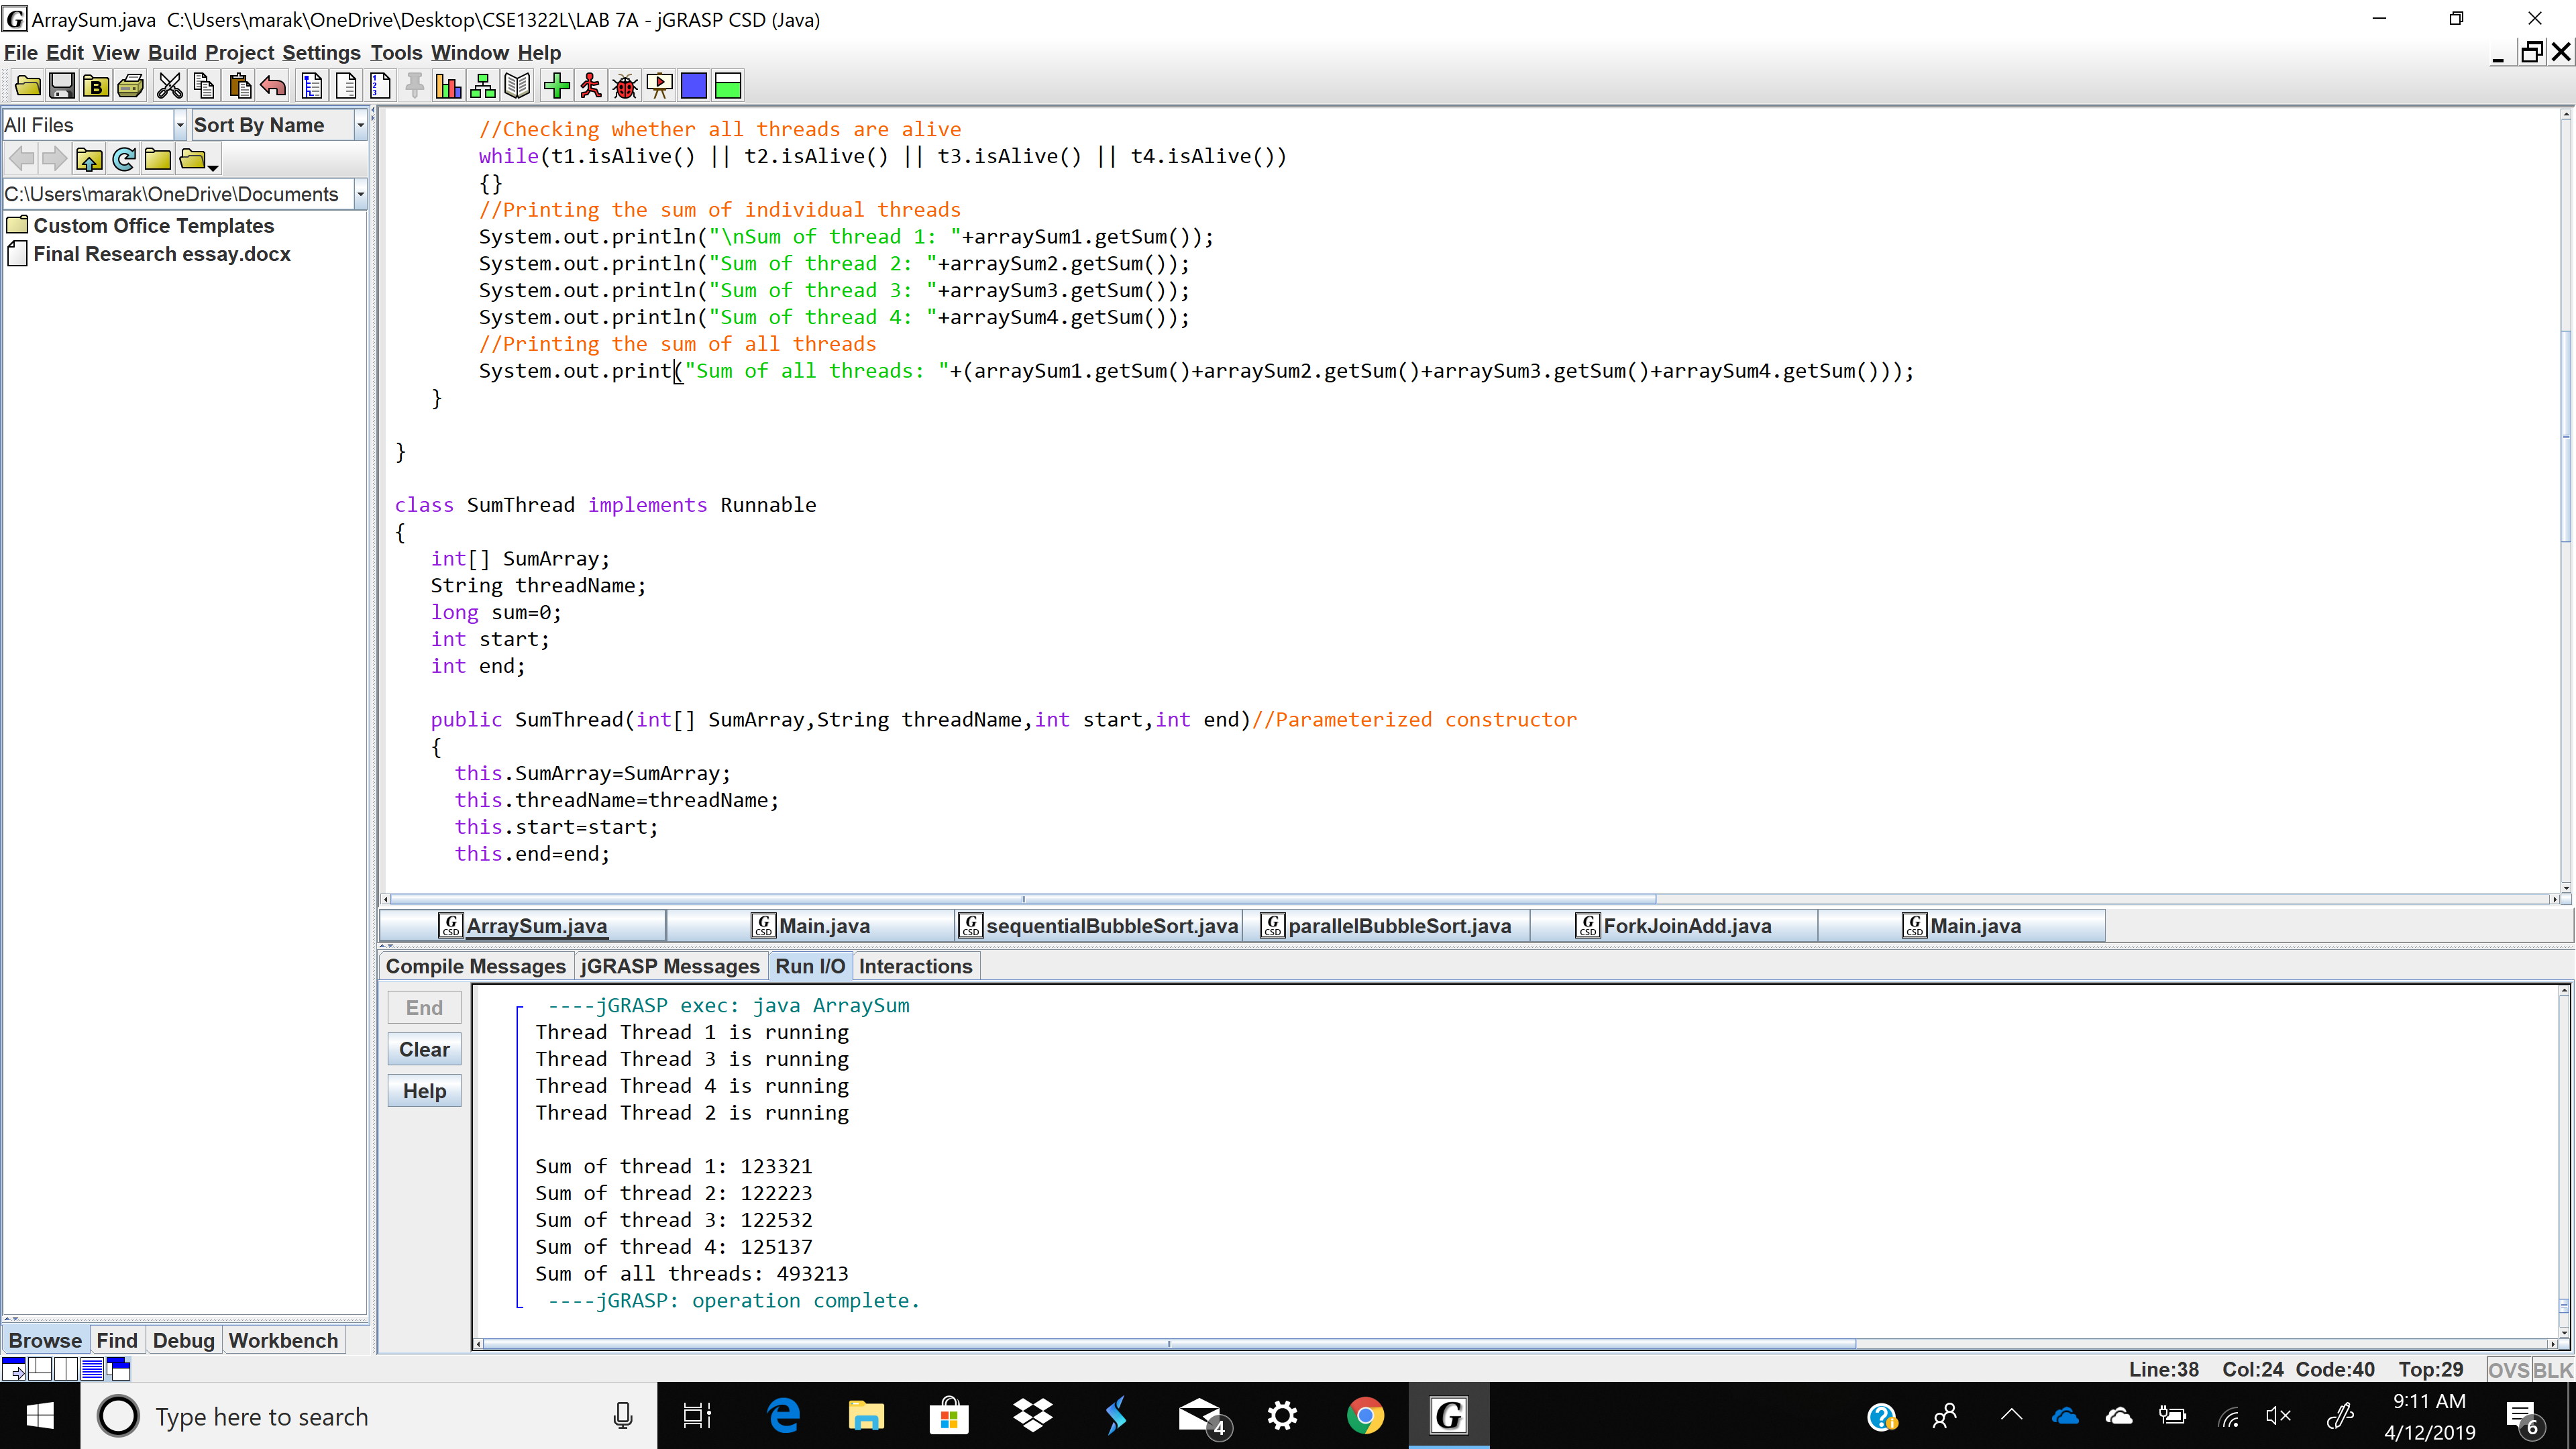 ArraySum.java  C:\Users\marak\OneDrive\Desktop\CSE1322L\LAB 7A - jGRASP CSD (Java)
File Edit View Build Project Settings Tools Window Help
All Files
Sort By Name
C:\Users\marak\OneDrive\Documents
Custom Office Templates
Final Research essay.docx
//Checking whether all threads are alive
while(t1.isAlive() || t2.isAlive() || t3.isAlive() || t4.isAlive())
{}
//Printing the sum of individual threads
System.out.println("\nSum of thread 1: "+arraySum1.getSum());
System.out.println("Sum of thread 2: "+arraySum2.getSum());
System.out.println("Sum of thread 3: "+arraySum3.getSum());
System.out.println("Sum of thread 4: "+arraySum4.getSum());
//Printing the sum of all threads
System.out.print("Sum of all threads: "+(arraySum1.getSum()+arraySum2.getSum()+arraySum3.getSum()+arraySum4.getSum()));
}
}
class SumThread implements Runnable
{
int[] SumArray;
String threadName;
long sum=0;
int start;
int end;
public SumThread(int[] SumArray,String threadName,int start,int end)//Parameterized constructor
{
this.SumArray=SumArray;
this.threadName=threadName;
this.start=start;
this.end=end;
ArraySum.java
Main.java
sequentialBubbleSort.java
parallelBubbleSort.java
ForkJoinAdd.java
Main.java
Compile Messages
jGRASP Messages
Run I/O
Interactions
End
Clear
Help
----jGRASP exec: java ArraySum
Thread Thread 1 is running
Thread Thread 3 is running
Thread Thread 4 is running
Thread Thread 2 is running
Sum of thread 1: 123321
Sum of thread 2: 122223
Sum of thread 3: 122532
Sum of thread 4: 125137
Sum of all threads: 493213
----jGRASP: operation complete.
Browse
Find
Debug
Workbench
Line:38 Col:24 Code:40 Top:29
OVS BLK
Type here to search
4
9:11 AM
4/12/2019
6